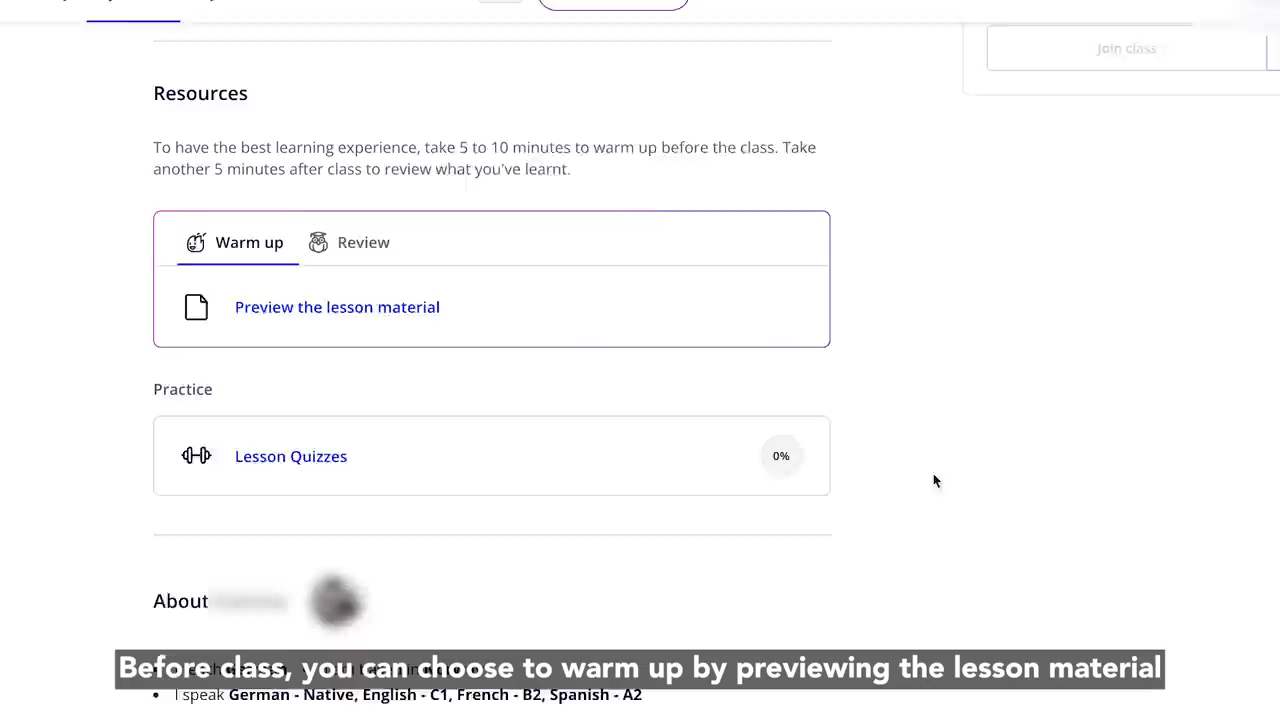 Join class
Resources
To have the best learning experience, take 5 to 10 minutes to warm up before the class. Take
another 5 minutes after class to review what you've learnt.
Warm up
Review
Preview the lesson material
Practice
Lesson Quizzes
0%
About
Before class, you can choose to warm up by previewing the lesson material
• I speak German - Native, English - C1, French - B2, Spanish - A2